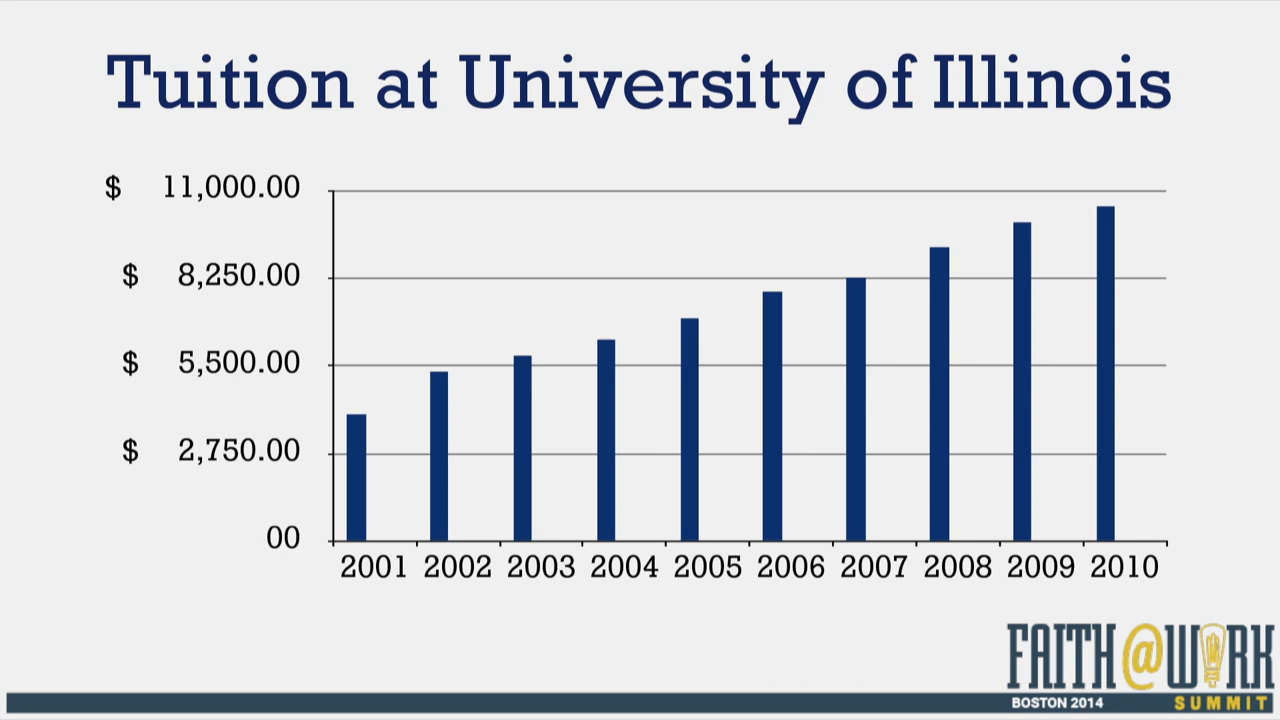 Tuition at University of Illinois
$ 11,000.00
$ 8,250.00
$ 5,500.00
$ 2,750.00
00
2001 2002 2003 2004 2005 2006 2007 2008 2009 2010
FAITH@WORK
BOSTON 2014 SUMMIT